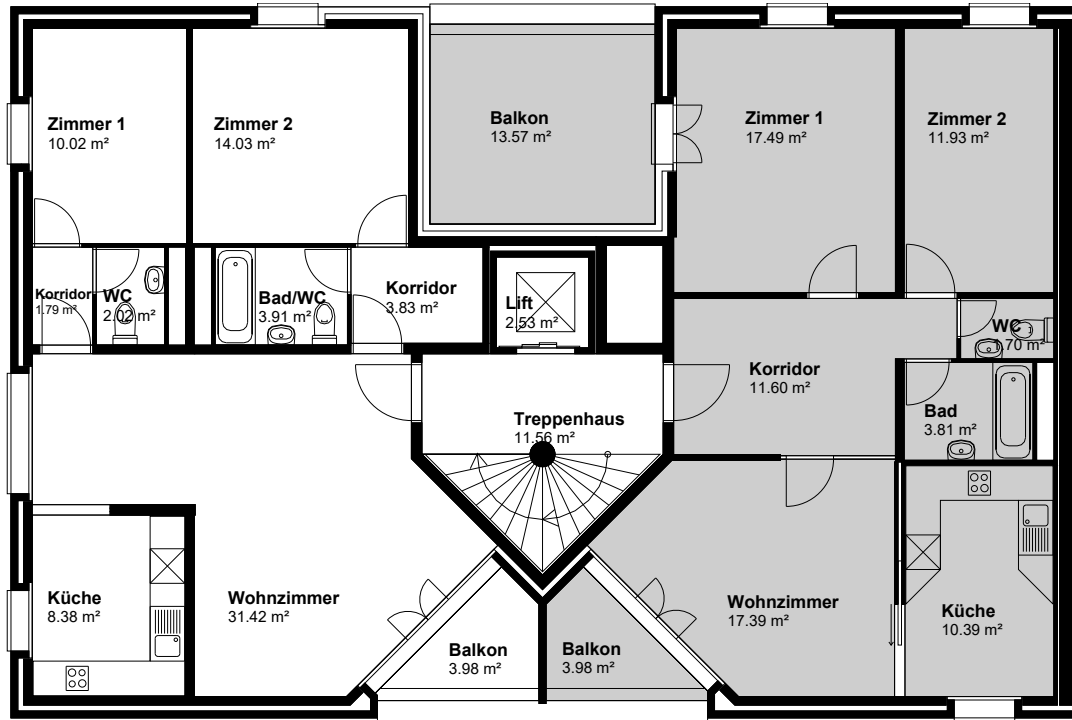 Zimmer 1
10.02 m²
Zimmer 2
14.03 m²
Balkon
13.57 m²
Zimmer 1
17.49 m²
Zimmer 2
11.93 m²
Korridor
1.79 m²
WC
2.02 m²
Bad/WC
3.91 m²
Korridor
3.83 m²
Lift
2.53 m²
WC
1.70 m²
Korridor
11.60 m²
Treppenhaus
11.56 m²
Bad
3.81 m²
Küche
8.38 m²
Wohnzimmer
31.42 m²
Balkon
3.98 m²
Balkon
3.98 m²
Wohnzimmer
17.39 m²
Küche
10.39 m²